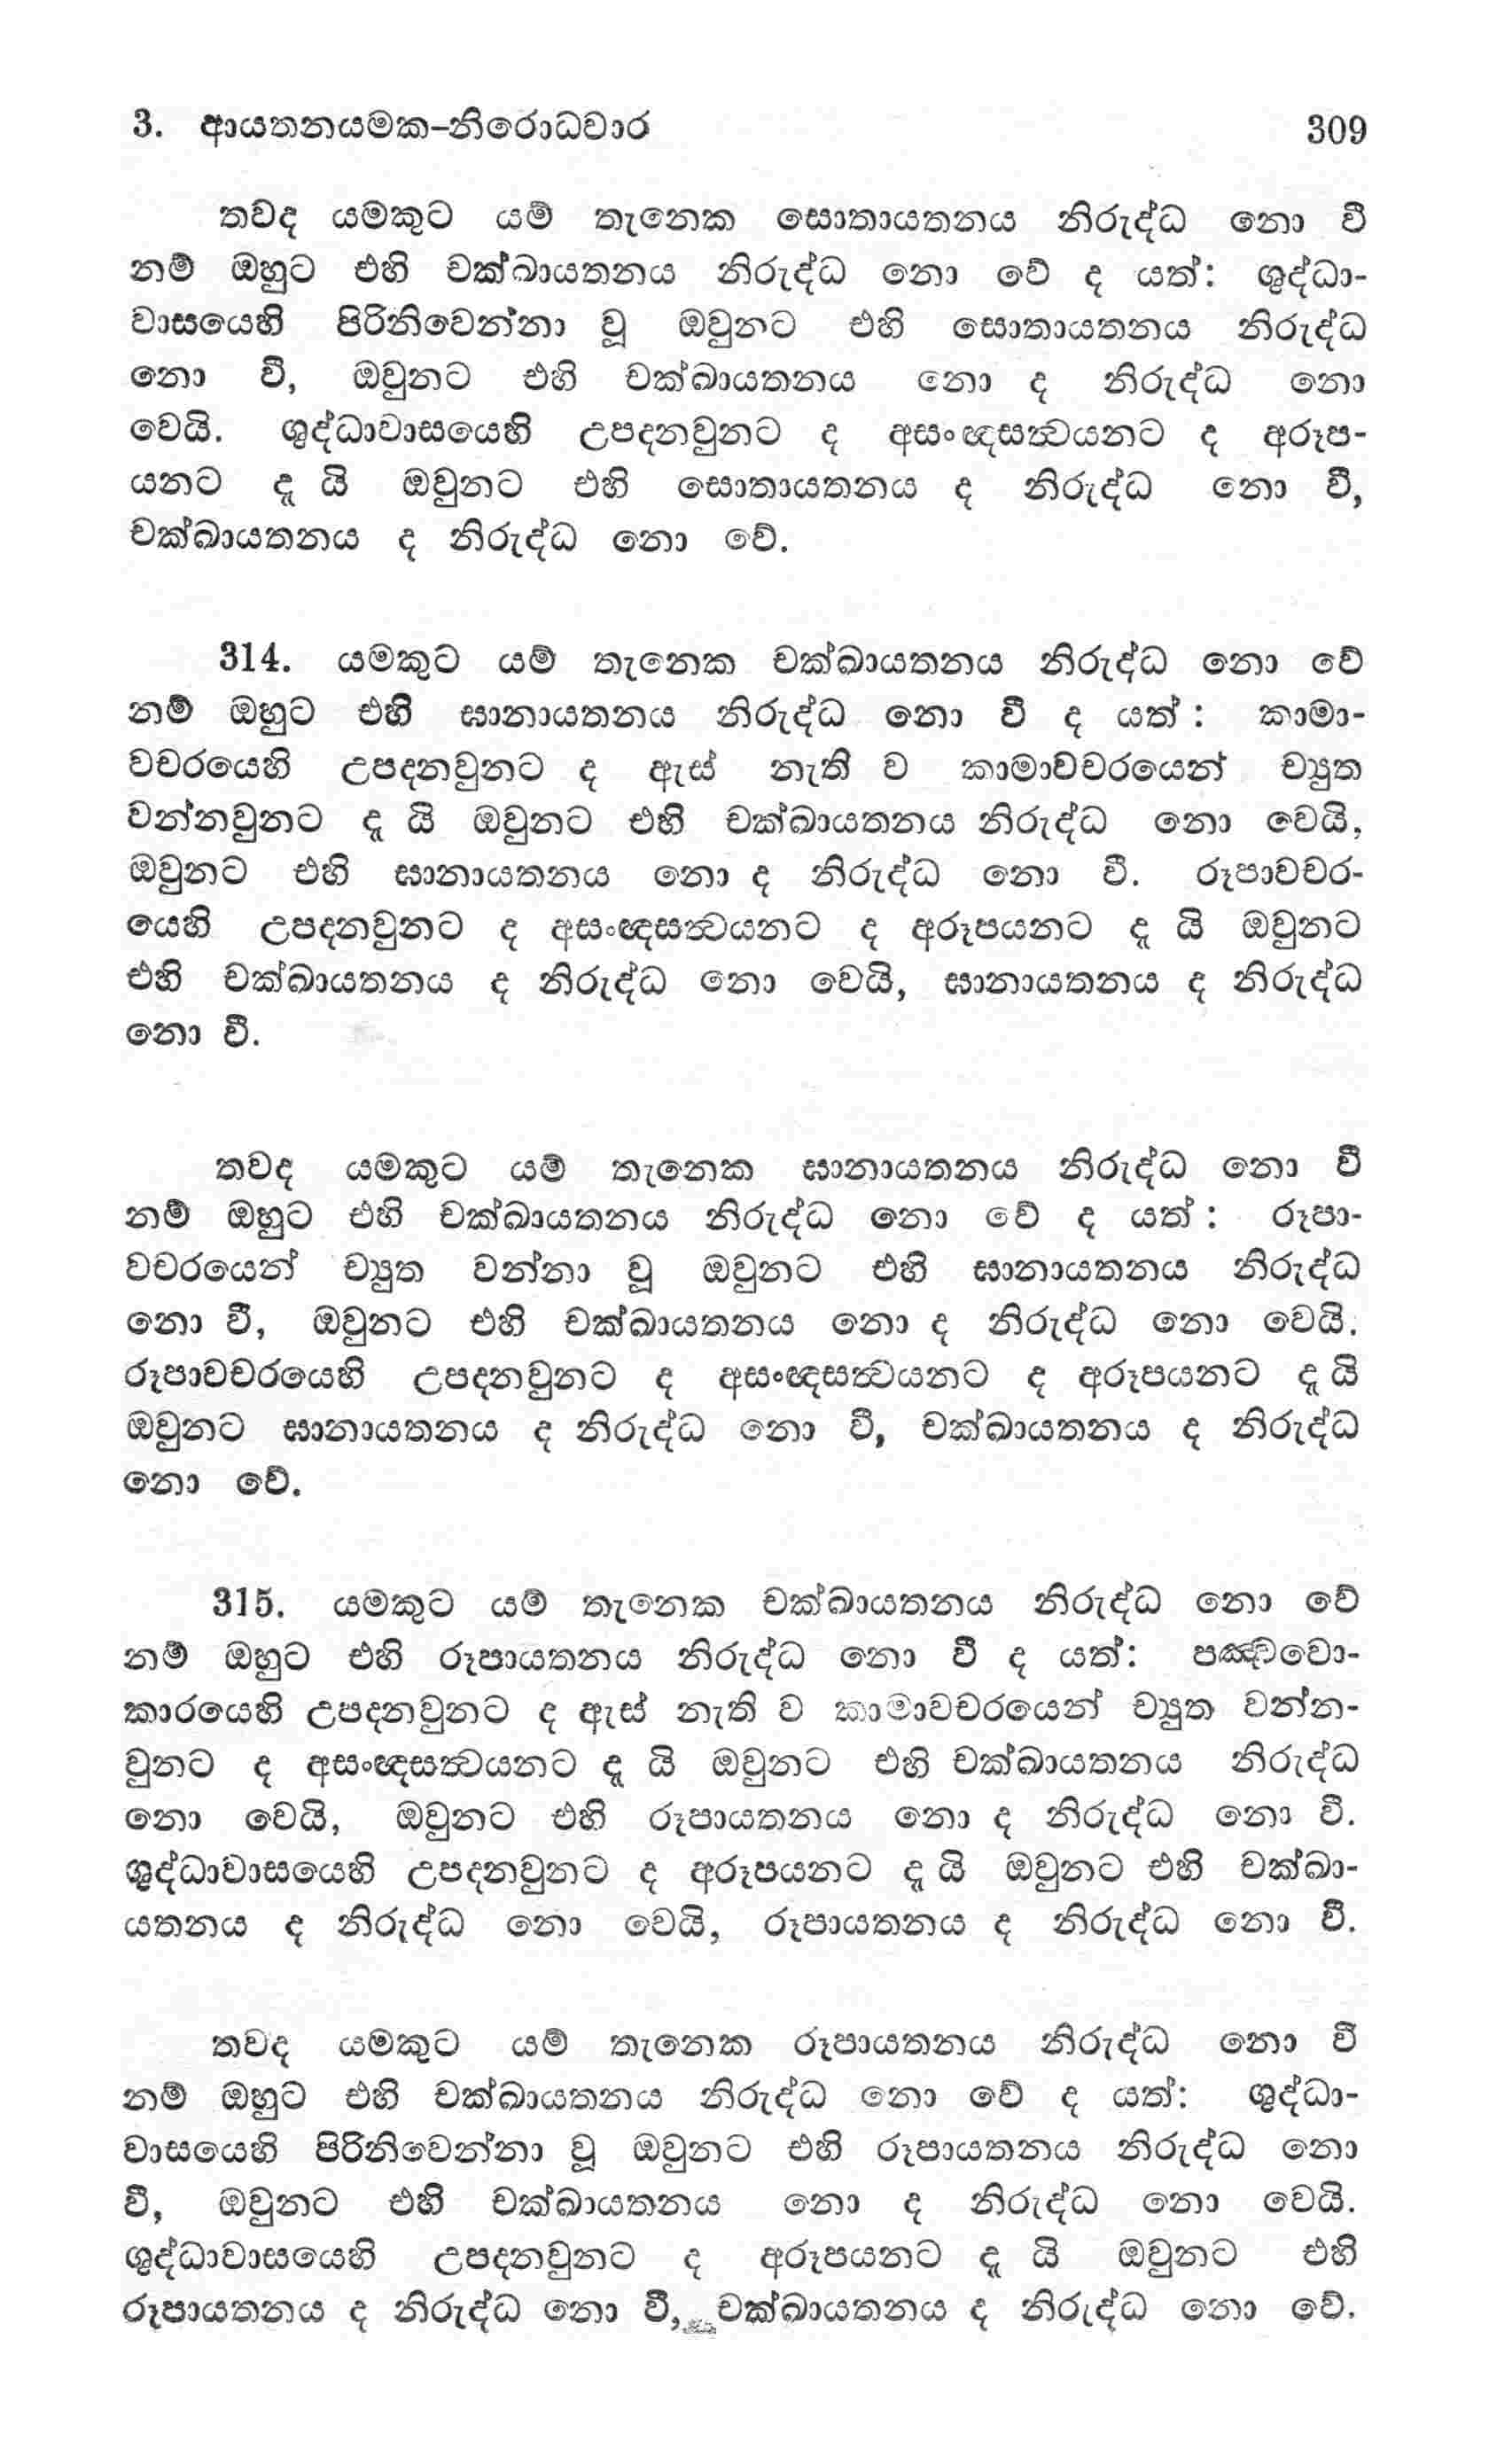 3. ආයතනයමක-නිරොධවාර 309
තවද යමකුට යම් තැනෙක සොතායතනය නිරුද්ධ නො වී
නම් ඔහුට එහි චක්ඛායතනය නිරුද්ධ නො වේ ද යත්: ශුද්ධා-
වාසයෙහි පිරිනිවෙන්නා වූ ඔවුනට එහි සොතායතනය නිරුද්ධ
නො වී, ඔවුනට එහි චක්ඛායතනය නො ද නිරුද්ධ නො
වෙයි. ශුද්ධාවාසයෙහි උපදනවුනට ද අසංඥසත්‍වයනට ද අරූප-
යනට දැ යි ඔවුනට එහි සොතායතනය ද නිරුද්ධ නො වී,
චක්ඛායතනය ද නිරුද්ධ නො වේ.
314. යමකුට යම් තැනෙක චක්ඛායතනය නිරුද්ධ නො වේ
නම් ඔහුට එහි ඝානායතනය නිරුද්ධ නො වී ද යත් : කාමා-
වචරයෙහි උපදනවුනට ද ඇස් නැති ව කාමාවචරයෙන් ච්‍යුත
වන්නවුනට දැ යි ඔවුනට එහි චක්ඛායතනය නිරුද්ධ නො වෙයි,
ඔවුනට එහි ඝානායතනය නො ද නිරුද්ධ නො වී. රූපාවචර-
යෙහි උපදනවුනට ද අසංඥසත්‍වයනට ද අරූපයනට දැ යි ඔවුනට
එහි චක්ඛායතනය ද නිරුද්ධ නො වෙයි, ඝානායතනය ද නිරුද්ධ
නො වී.
තවද යමකුට යම් තැනෙක ඝානායතනය නිරුද්ධ නො වී
නම් ඔහුට එහි චක්ඛායතනය නිරුද්ධ නො වේ ද යත් : රූපා-
වචරයෙන් ච්‍යුත වන්නා වූ ඔවුනට එහි ඝානායතනය නිරුද්ධ
නො වී, ඔවුනට එහි චක්ඛායතනය නො ද නිරුද්ධ නො වෙයි.
රූපාවචරයෙහි උපදනවුනට ද අසංඥසත්‍වයනට ද අරූපයනට දැ යි
ඔවුනට ඝානායතනය ද නිරුද්ධ නො වී, චක්ඛායතනය ද නිරුද්ධ
නො වේ.
315. යමකුට යම් තැනෙක චක්ඛායතනය නිරුද්ධ නො වේ
නම් ඔහුට එහි රූපායතනය නිරුද්ධ නො වී ද යත්: පඤ්චවො-
කාරයෙහි උපදනවුනට ද ඇස් නැති ව කාමාවචරයෙන් ච්‍යුත වන්න-
වුනට ද අසංඥසත්‍වයනට දැ යි ඔවුනට එහි චක්ඛායතනය නිරුද්ධ
නො වෙයි, ඔවුනට එහි රූපායතනය නො ද නිරුද්ධ නො වී.
ශුද්ධාවාසයෙහි උපදනවුනට ද අරූපයනට දැ යි ඔවුනට එහි චක්ඛා-
යතනය ද නිරුද්ධ නො වෙයි, රූපායතනය ද නිරුද්ධ නො වී.
තවද යමකුට යම් තැනෙක රූපායතනය නිරුද්ධ නො වී
නම් ඔහුට එහි චක්ඛායතනය නිරුද්ධ නො වේ ද යත්: ශුද්ධා-
වාසයෙහි පිරිනිවෙන්නා වූ ඔවුනට එහි රූපායතනය නිරුද්ධ නො
වී, ඔවුනට එහි චක්ඛායතනය නො ද නිරුද්ධ නො වෙයි.
ශුද්ධාවාසයෙහි උපදනවුනට ද අරූපයනට දැ යි ඔවුනට එහි
රූපායතනය ද නිරුද්ධ නො වී, චක්ඛායතනය ද නිරුද්ධ නො වේ.